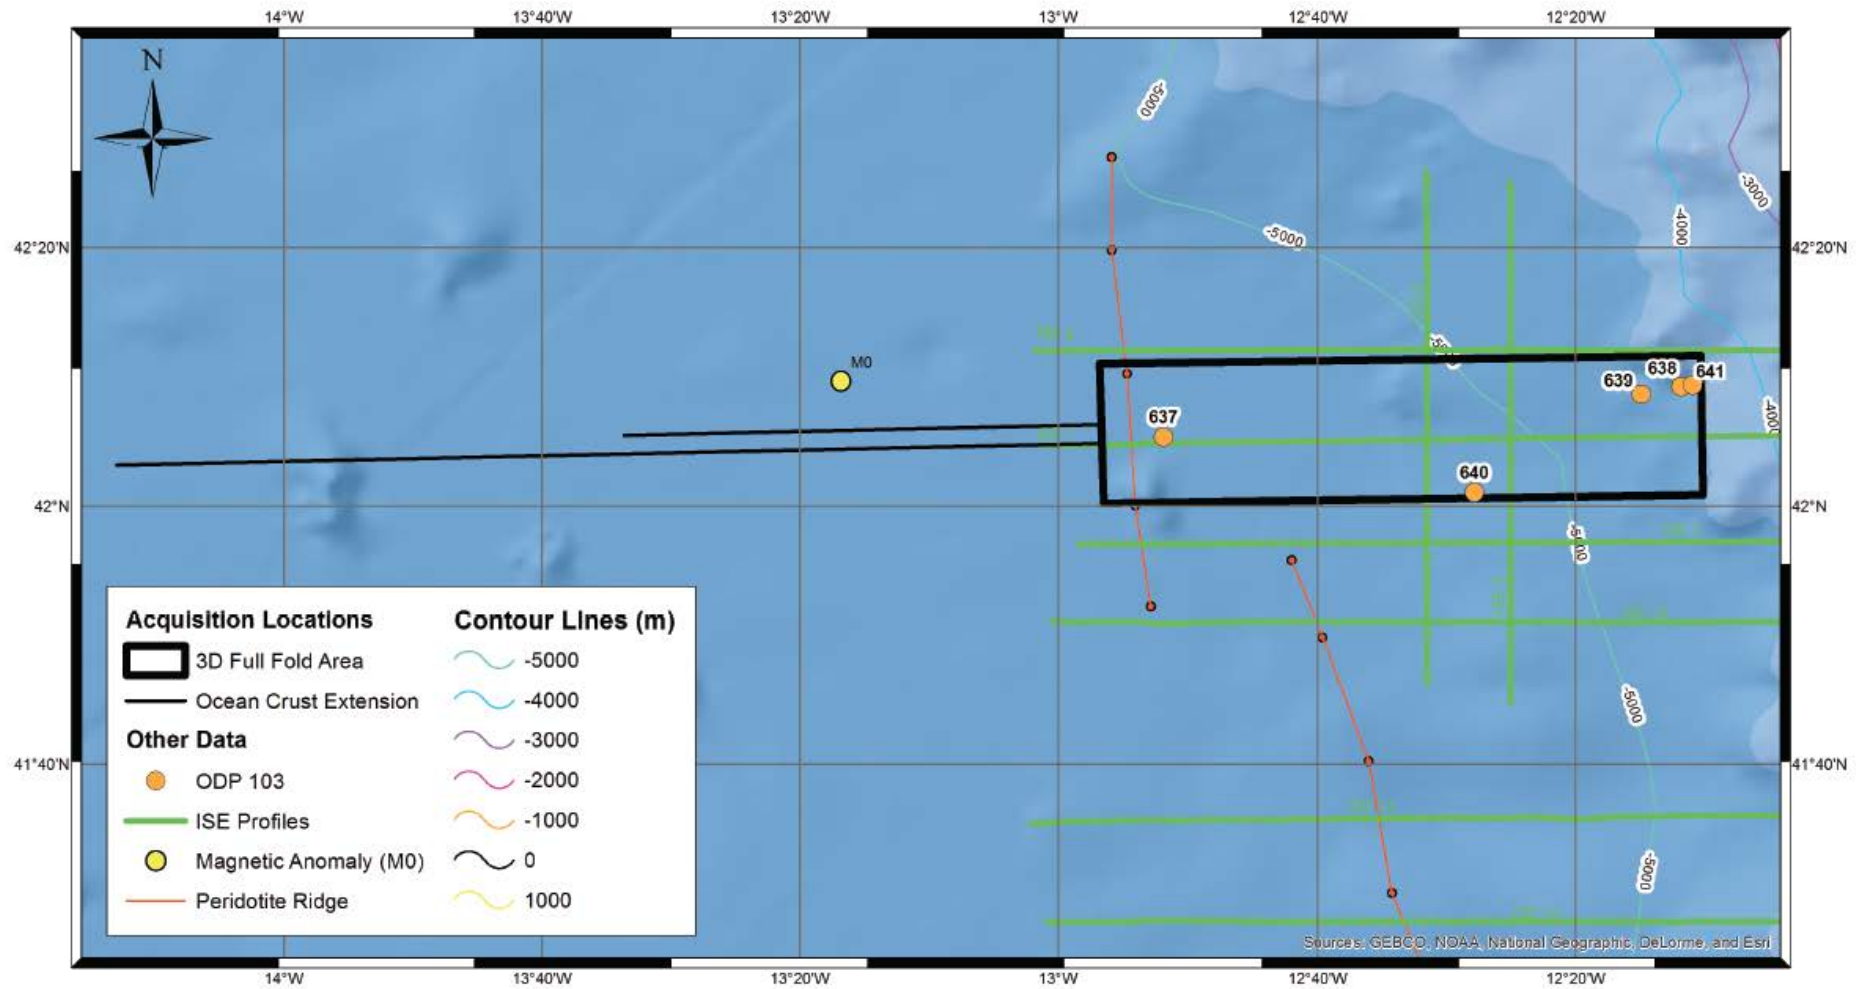 14°W 13°40'W 13°20'W 13°W 12°40'W 12°20'W
N
-5000
-3000
-4000
-5000
42°20'N 42°20'N
M0
638 641
639
637
640
42°N 42°N
Acquisition Locations
3D Full Fold Area
Ocean Crust Extension
Other Data
ODP 103
ISE Profiles
Magnetic Anomaly (M0)
Peridotite Ridge
Contour Lines (m)
-5000
-4000
-3000
-2000
-1000
0
1000
-5000
41°40'N 41°40'N
-5000
Sources: GEBCO, NOAA, National Geographic, DeLorme, and Esri
14°W 13°40'W 13°20'W 13°W 12°40'W 12°20'W